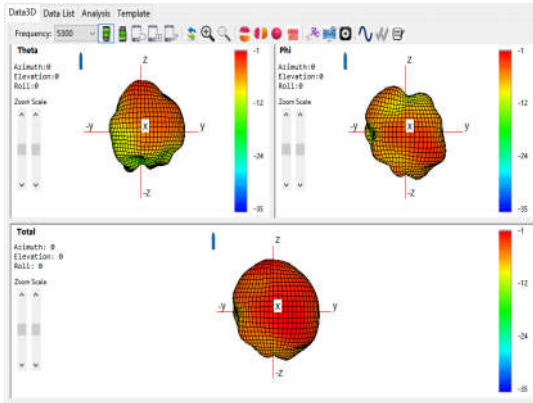 Data3D Data List Analysis Template
Frequency: 5300
Theta
Azimuth:0
Elevation:0
Roll:0
Zoom Scale
z
-y x y
-z
-1
-12
-24
-35
Phi
Azimuth:0
Elevation:0
Roll:0
Zoom Scale
z
-y x y
-z
-1
-12
-24
-35
Total
Azimuth: 0
Elevation: 0
Roll: 0
Zoom Scale
z
-y x y
-z
-1
-12
-24
-35